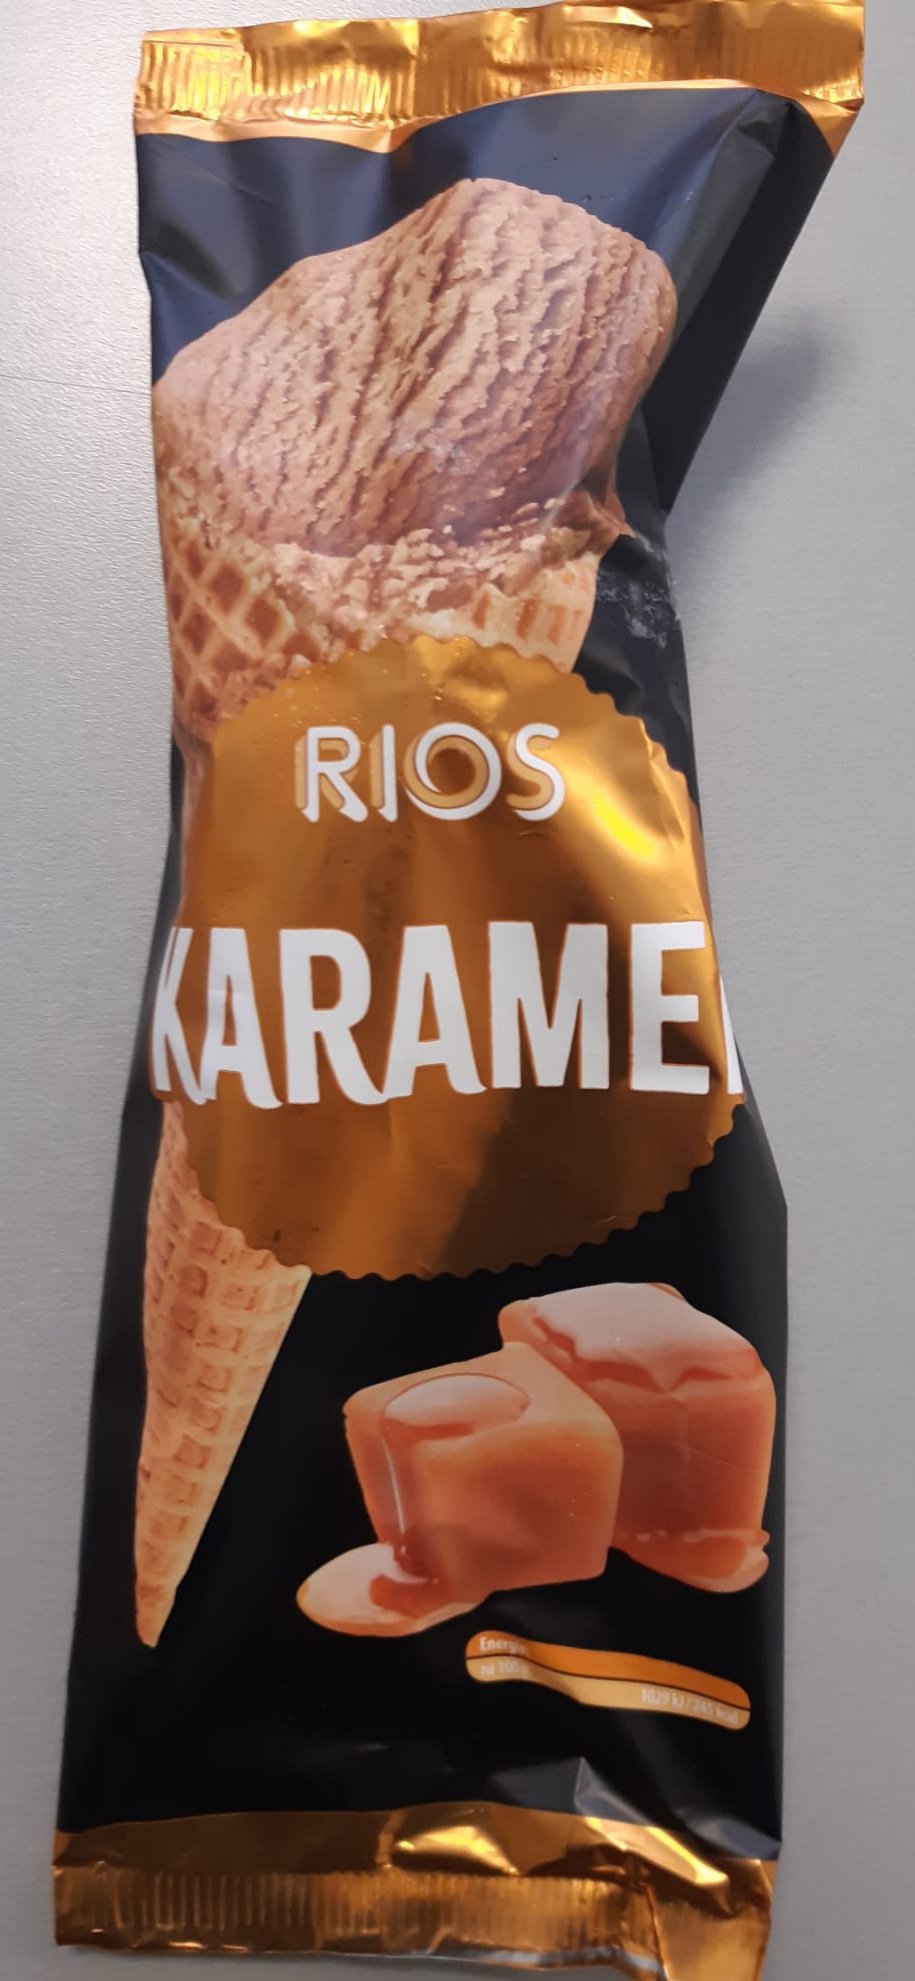 RIOS
KARAMEL
Energie
na 100 g
1029 kJ / 245 kcal